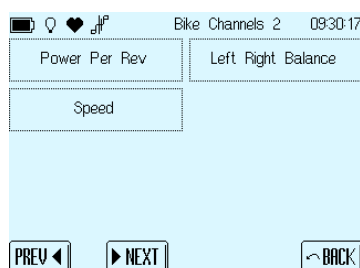 Bike Channels 2 09:30:17
Power Per Rev Left Right Balance
Speed
PREV NEXT BACK